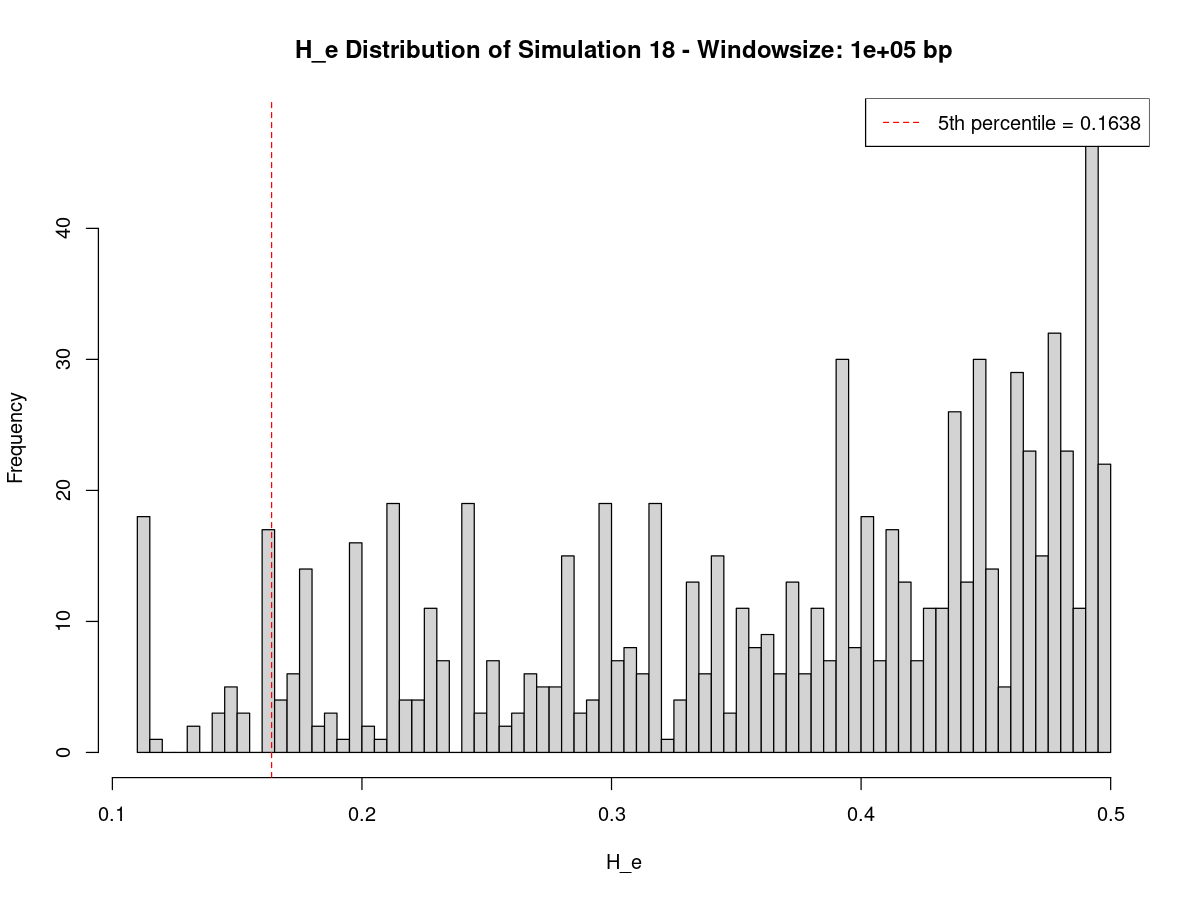 H_e Distribution of Simulation 18 - Windowsize: 1e+05 bp
5th percentile = 0.1638
Frequency
40
30
20
10
0
0.1 0.2 0.3 0.4 0.5
H_e